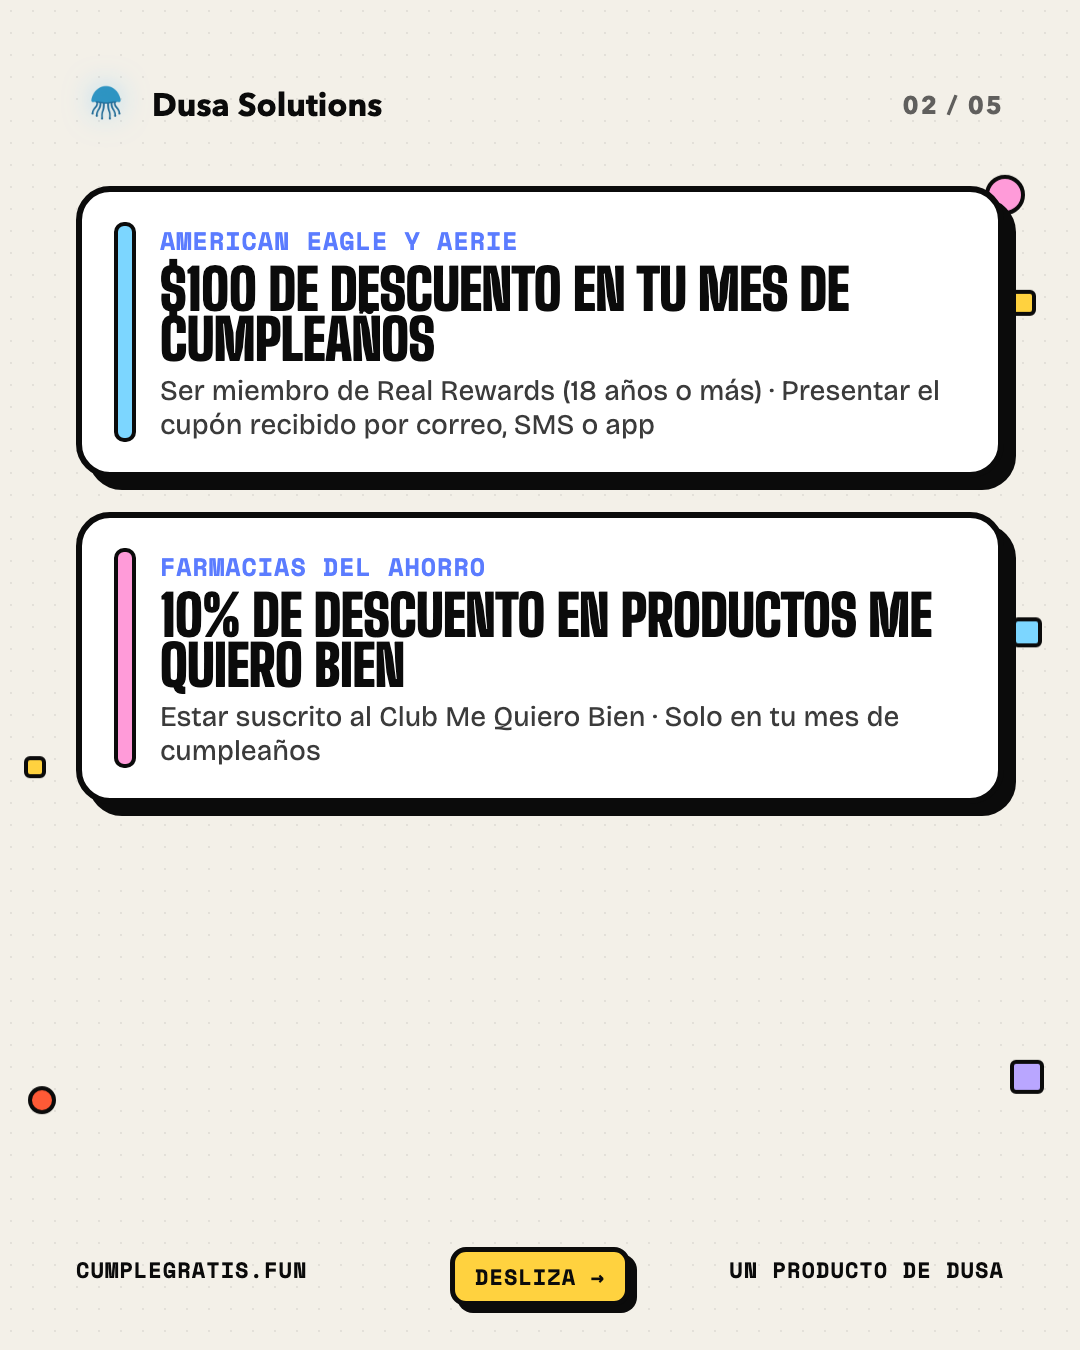 Dusa Solutions
02 / 05
AMERICAN EAGLE Y AERIE
$100 DE DESCUENTO EN TU MES DE
CUMPLEAÑOS
Ser miembro de Real Rewards (18 años o más) · Presentar el
cupón recibido por correo, SMS o app
FARMACIAS DEL AHORRO
10% DE DESCUENTO EN PRODUCTOS ME
QUIERO BIEN
Estar suscrito al Club Me Quiero Bien · Solo en tu mes de
cumpleaños
CUMPLEGRATIS.FUN
DESLIZA →
UN PRODUCTO DE DUSA